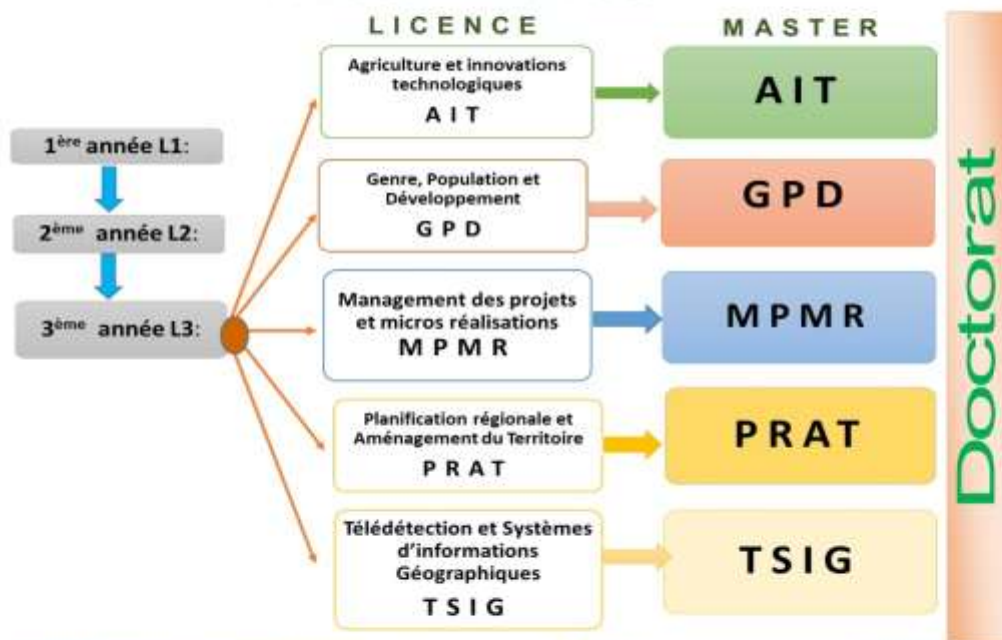 LICENCE
MASTER
1ère année L1:
2ème année L2:
3ème année L3:
Agriculture et innovations
technologiques
AIT
AIT
Genre, Population et
Développement
GPD
GPD
Management des projets
et micros réalisations
MPMR
MPMR
Planification régionale et
Aménagement du Territoire
PRAT
PRAT
Télédétection et Systèmes
d'informations
Géographiques
TSIG
TSIG
Doctorat